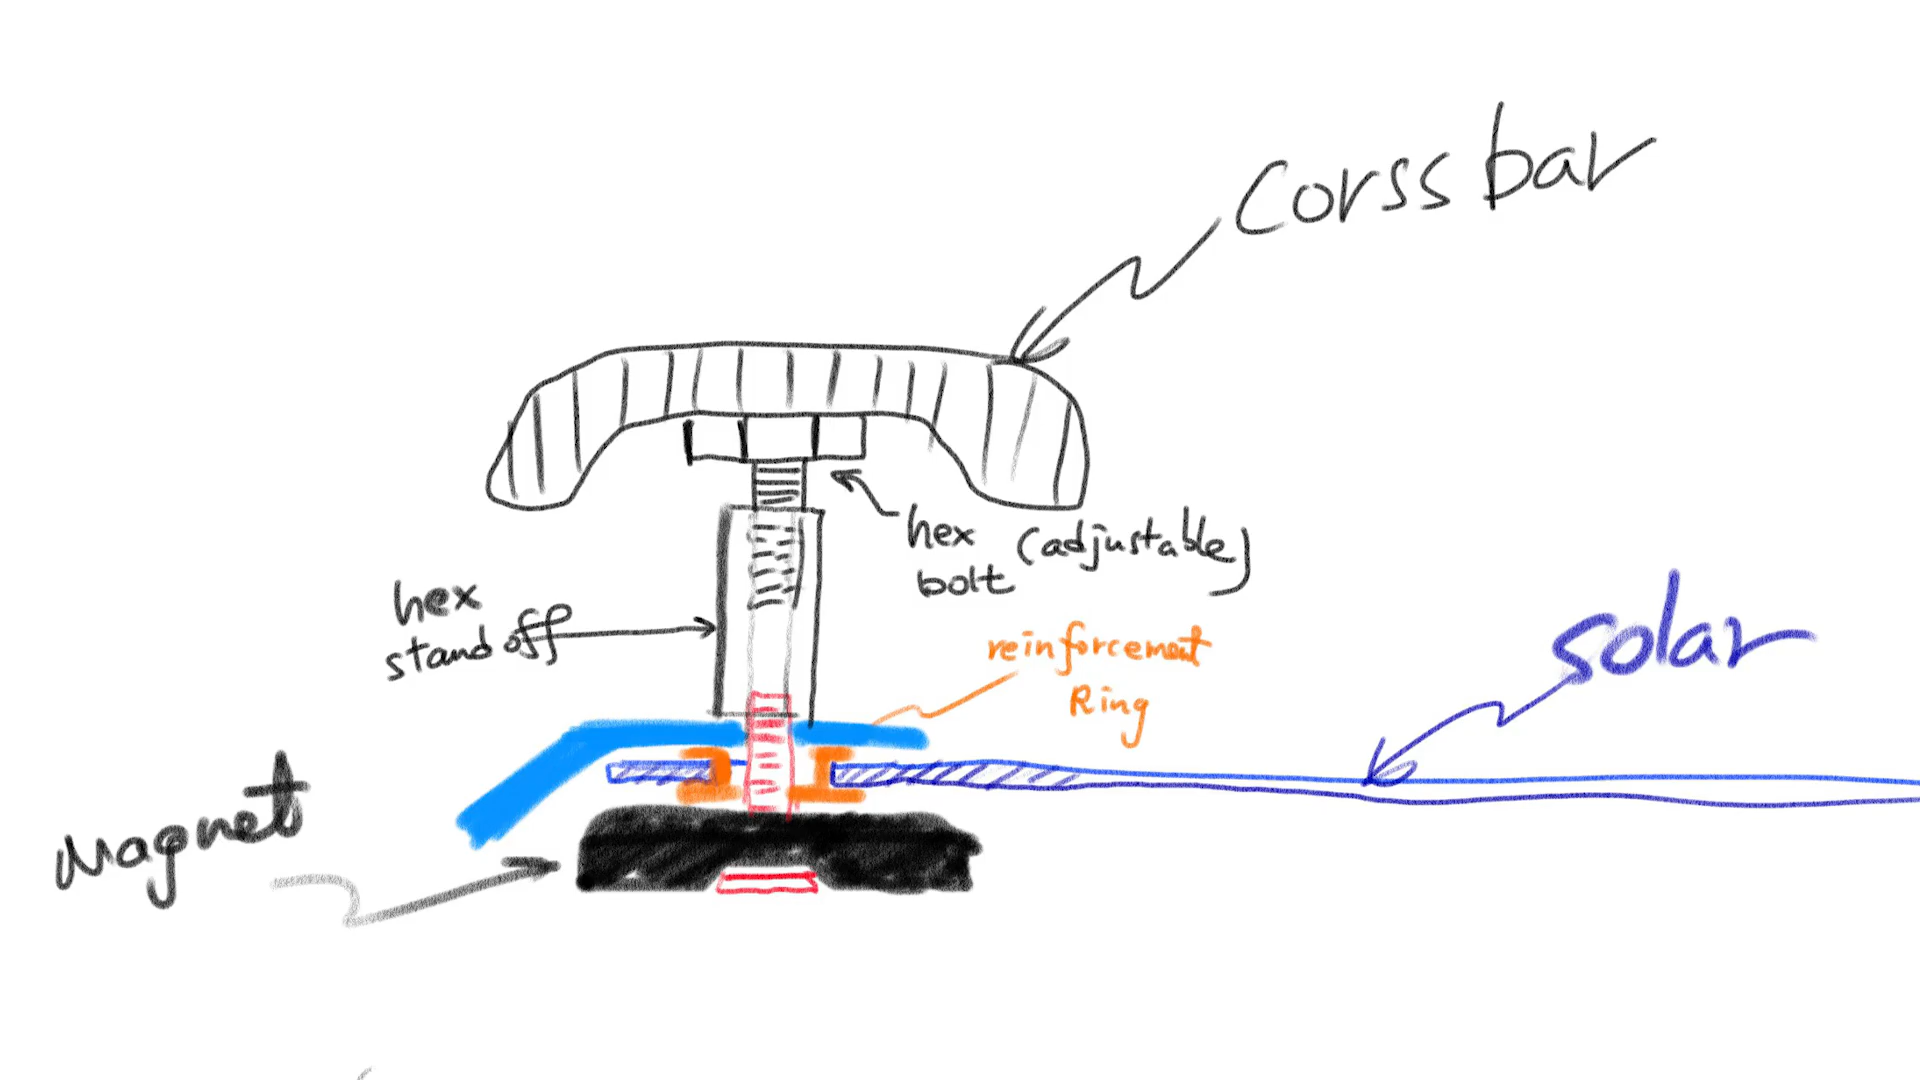 Corss bar
hex (adjustable)
bolt
hex
stand off
reinforcement
Ring
solar
Magnet